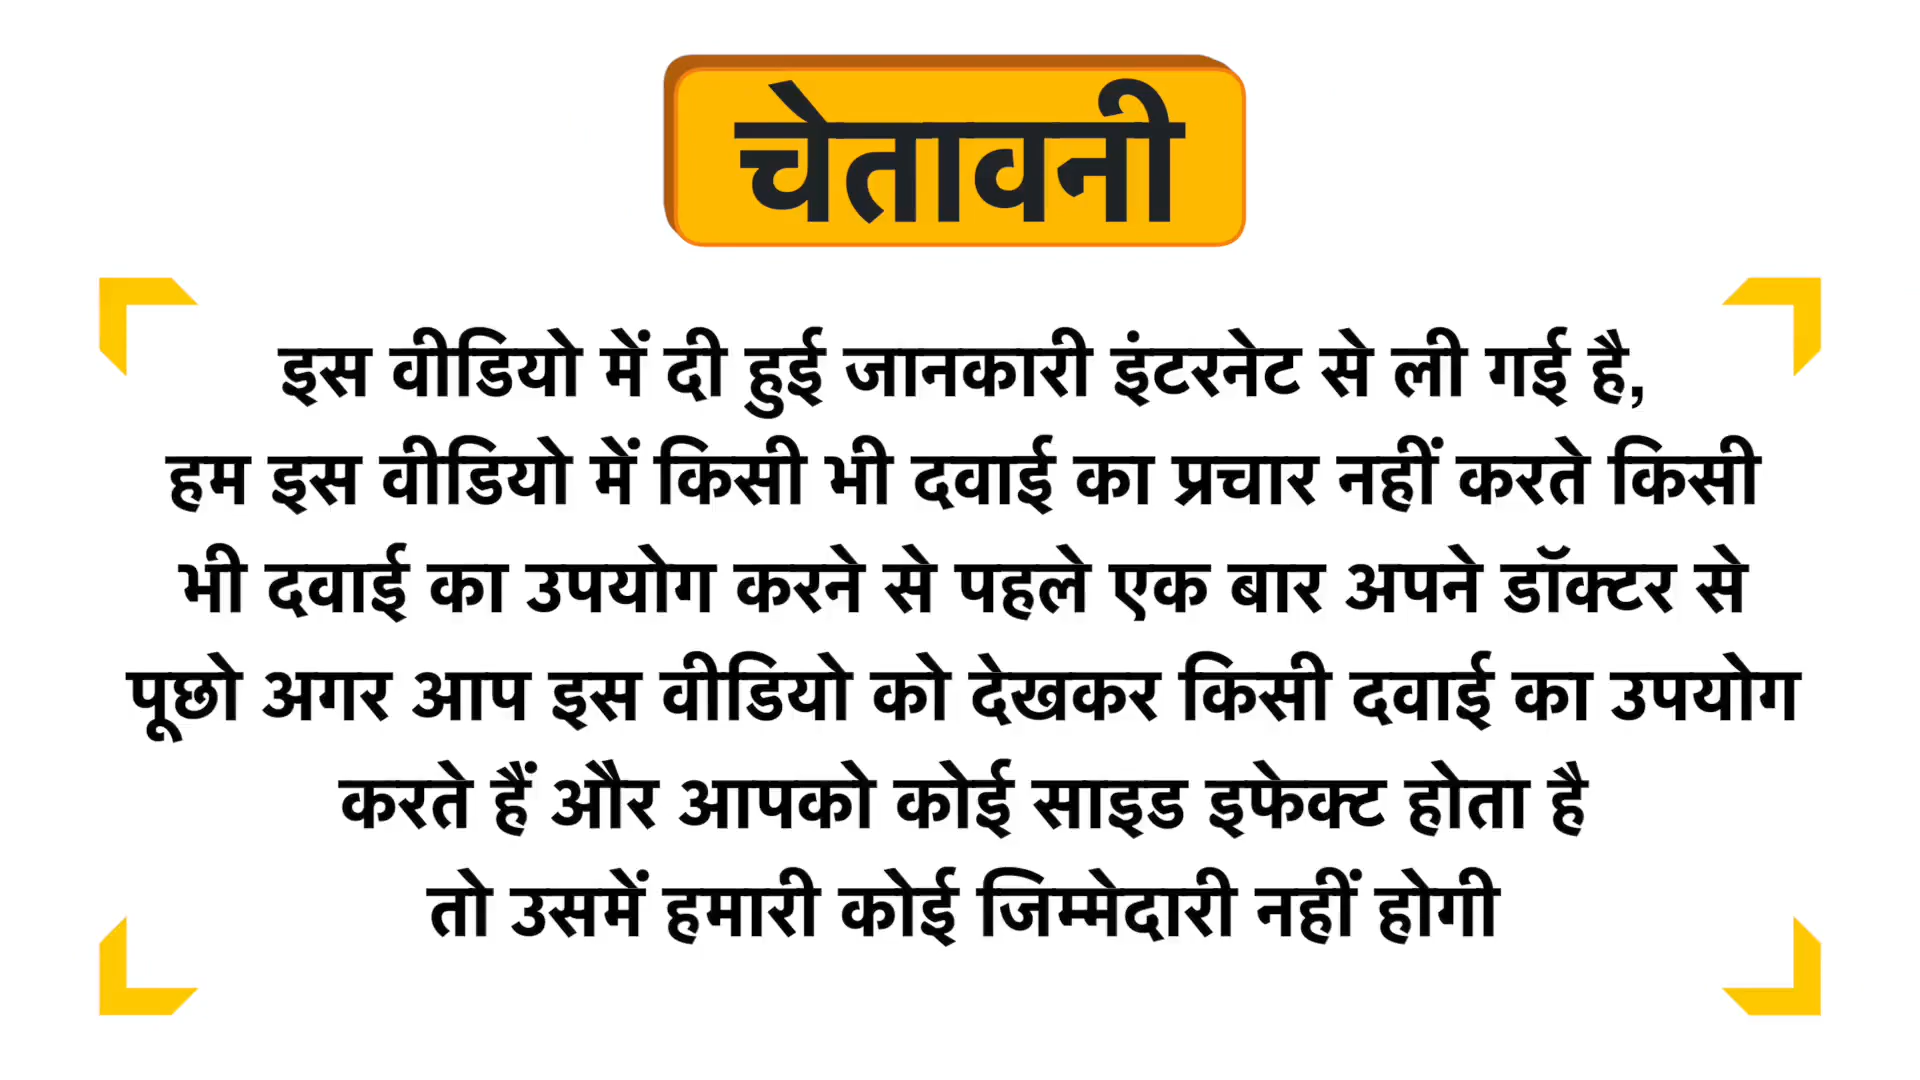 चेतावनी
इस वीडियो में दी हुई जानकारी इंटरनेट से ली गई है,
हम इस वीडियो में किसी भी दवाई का प्रचार नहीं करते किसी
भी दवाई का उपयोग करने से पहले एक बार अपने डॉक्टर से
पूछो अगर आप इस वीडियो को देखकर किसी दवाई का उपयोग
करते हैं और आपको कोई साइड इफेक्ट होता है
तो उसमें हमारी कोई जिम्मेदारी नहीं होगी